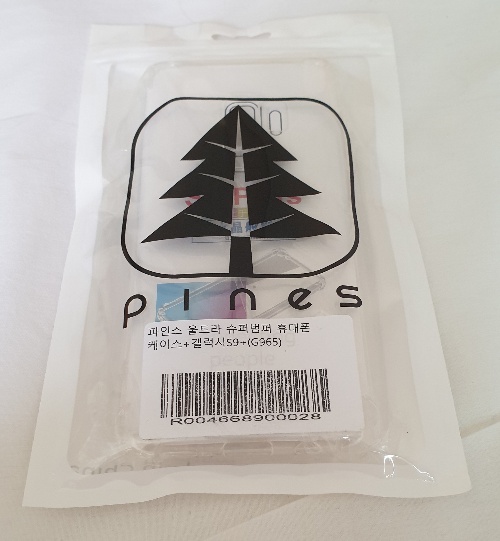 pines
파인스 울트라 슈퍼범퍼 휴대폰
케이스+갤럭시S9+(G965)
R004668900028